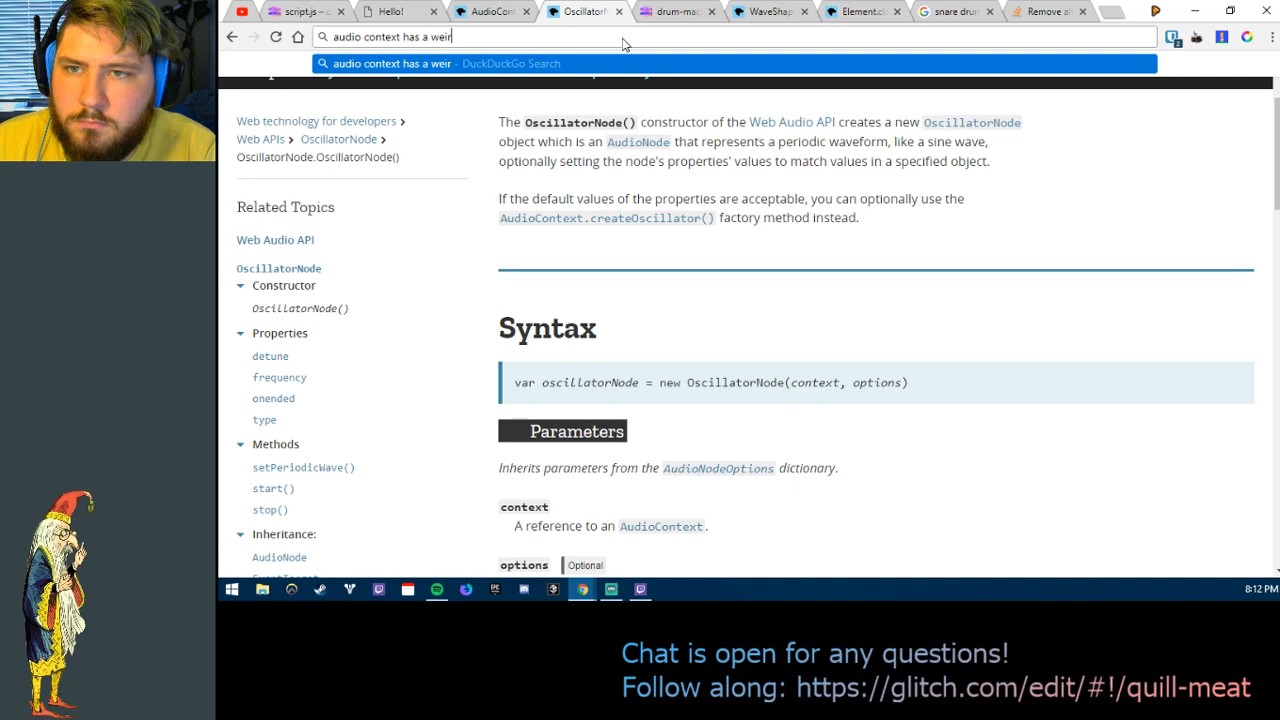 script.js – c
Hello!
AudioCont
Oscillator
drum-mac
WaveShap
Element.cla
snare drum
Remove al
audio context has a weir
audio context has a weir - DuckDuckGo Search
Web technology for developers
Web APIs
OscillatorNode
OscillatorNode.OscillatorNode()
Related Topics
Web Audio API
OscillatorNode
Constructor
OscillatorNode()
Properties
detune
frequency
onended
type
Methods
setPeriodicWave()
start()
stop()
Inheritance:
AudioNode
The OscillatorNode() constructor of the Web Audio API creates a new OscillatorNode
object which is an AudioNode that represents a periodic waveform, like a sine wave,
optionally setting the node's properties' values to match values in a specified object.
If the default values of the properties are acceptable, you can optionally use the
AudioContext.createOscillator() factory method instead.
Syntax
var oscillatorNode = new OscillatorNode(context, options)
Parameters
Inherits parameters from the AudioNodeOptions dictionary.
context
A reference to an AudioContext.
options Optional
8:12 PM
Chat is open for any questions!
Follow along: https://glitch.com/edit/#!/quill-meat